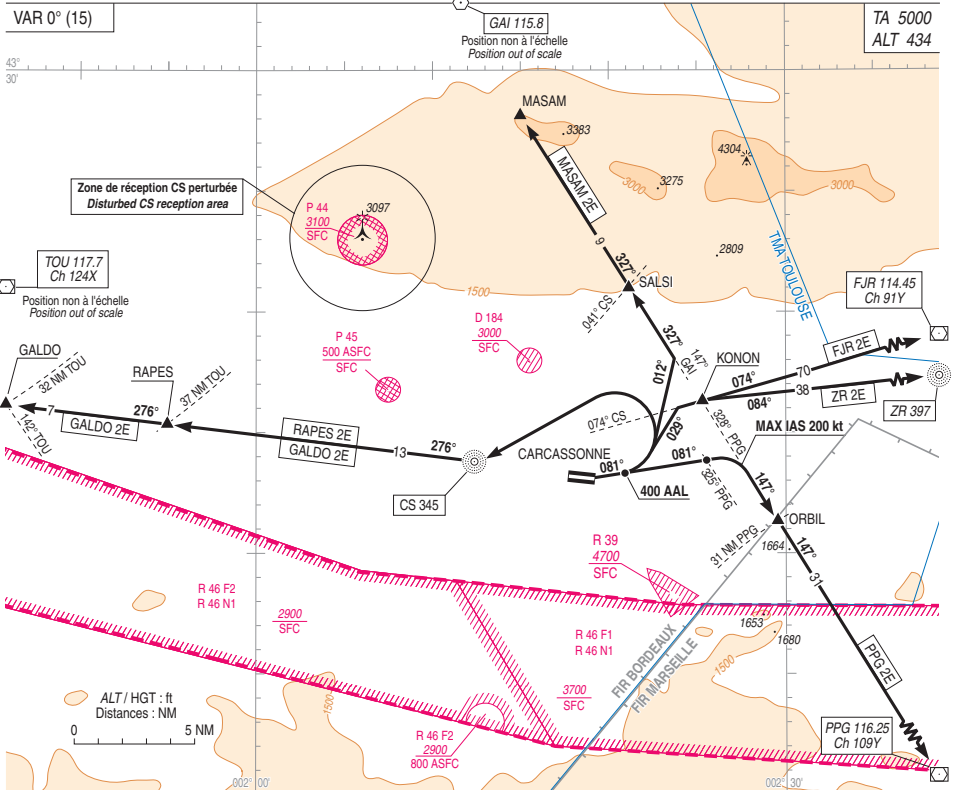 VAR 0° (15)
GAI 115.8
Position non à l'échelle
Position out of scale
TA 5000
ALT 434
43°
30'
MASAM
3383
4304
3275
3000
3000
MASAM 2E
Zone de réception CS perturbée
Disturbed CS reception area
P 44
3100
SFC
3097
2809
TMA TOULOUSE
9
327°
SALSI
TOU 117.7
Ch 124X
Position non à l'échelle
Position out of scale
1500
041° CS
FJR 114.45
Ch 91Y
D 184
3000
SFC
P 45
500 ASFC
SFC
327°
147°
GAI
KONON
FJR 2E
GALDO
32 NM TOU
RAPES
37 NM TOU
012°
074°
70
084°
38
ZR 2E
ZR 397
7
276°
GALDO 2E
142° TOU
RAPES 2E
GALDO 2E
13
276°
074° CS
029°
328° PPG
MAX IAS 200 kt
CARCASSONNE
081°
081°
325° PPG
147°
CS 345
400 AAL
ORBIL
31 NM PPG
1664
147°
31
R 39
4700
SFC
R 46 F2
R 46 N1
2900
SFC
R 46 F1
R 46 N1
1653
1680
1500
FIR BORDEAUX
FIR MARSEILLE
PPG 2E
3700
SFC
ALT / HGT : ft
Distances : NM
0
5 NM
1500
R 46 F2
2900
800 ASFC
PPG 116.25
Ch 109Y
002° 00'
002° 30'